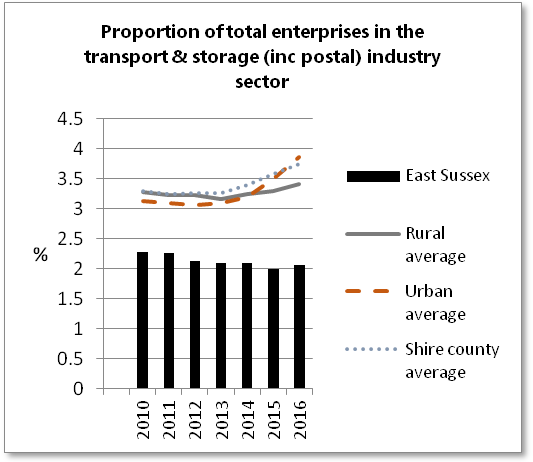 Proportion of total enterprises in the
transport & storage (inc postal) industry
sector
4.5
4
3.5
3
2.5
2
1.5
1
0.5
0
%
2010
2011
2012
2013
2014
2015
2016
East Sussex
Rural
average
Urban
average
Shire county
average